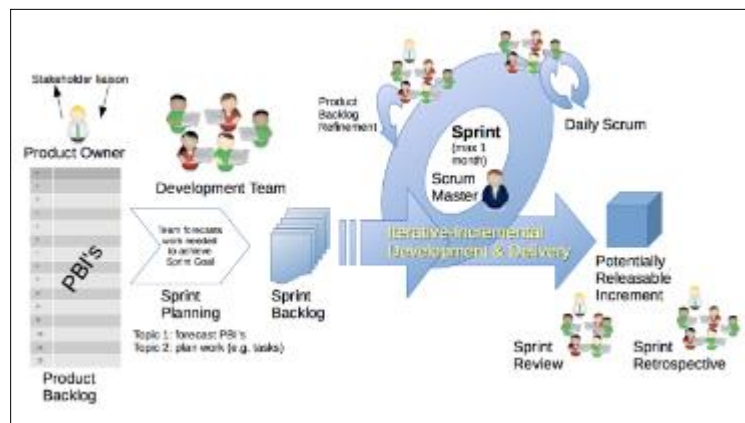 Stakeholder liaison
Product Owner
PBI's
Product
Backlog
Development Team
Team forecasts
work needed
to achieve
Sprint Goal
Sprint
Planning
Topic 1: forecast PBI's
Topic 2: plan work (e.g. tasks)
Sprint
Backlog
Product
Backlog
Refinement
Sprint
(max 1
month)
Scrum
Master
Daily Scrum
Iterative-Incremental
Development & Delivery
Potentially
Releasable
Increment
Sprint
Review
Sprint
Retrospective